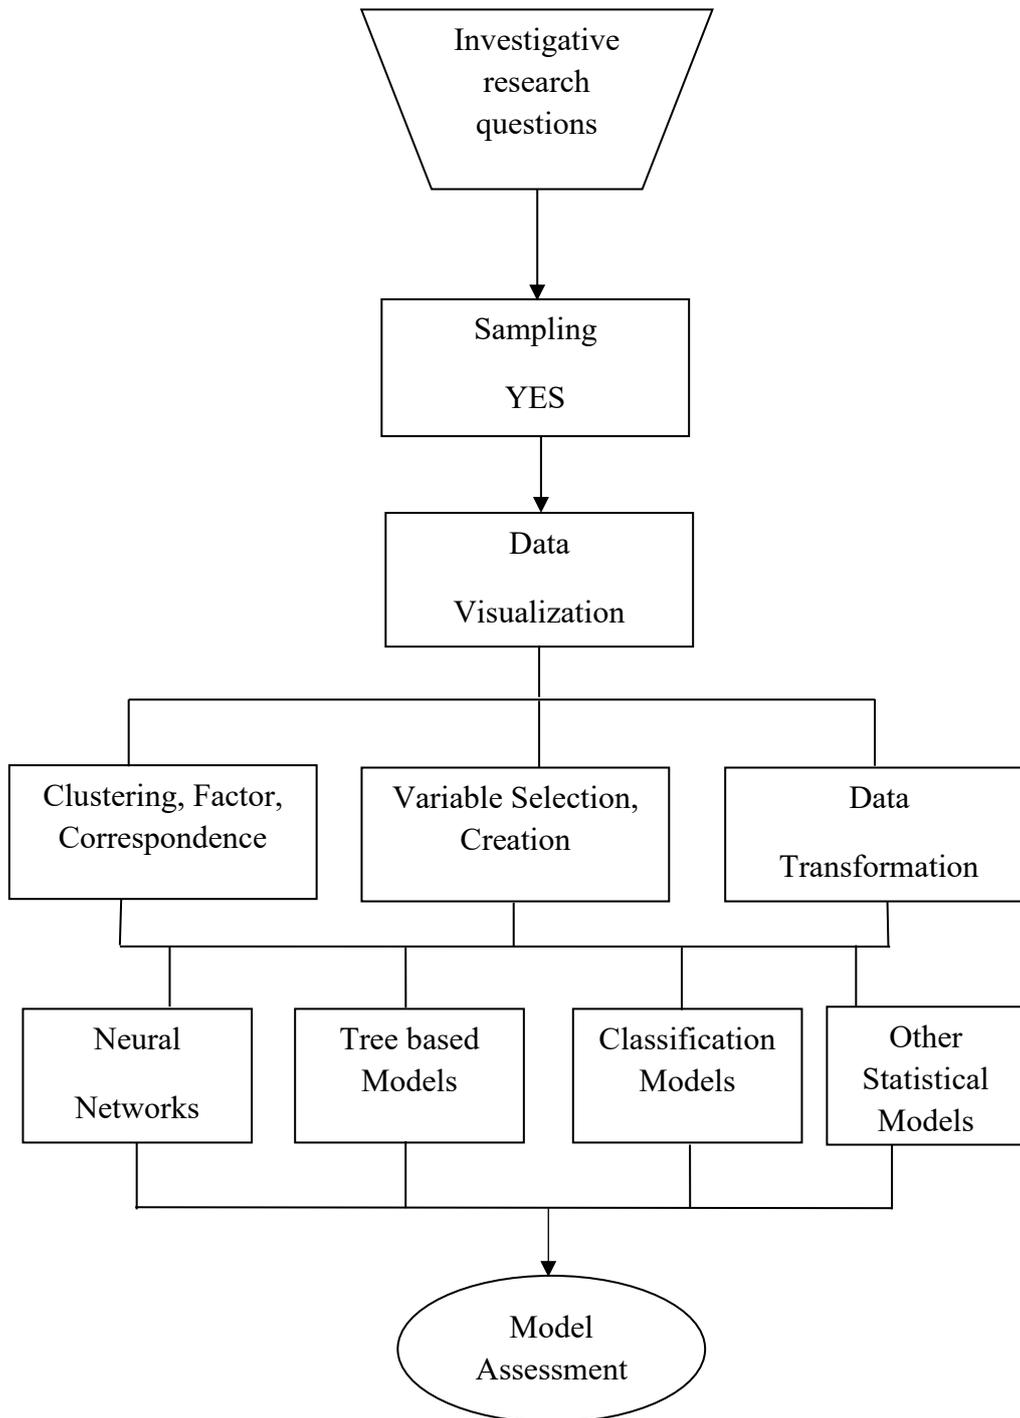 Investigative
research
questions
Sampling
YES
Data
Visualization
Clustering, Factor,
Correspondence
Variable Selection,
Creation
Data
Transformation
Neural
Networks
Tree based
Models
Classification
Models
Other
Statistical
Models
Model
Assessment